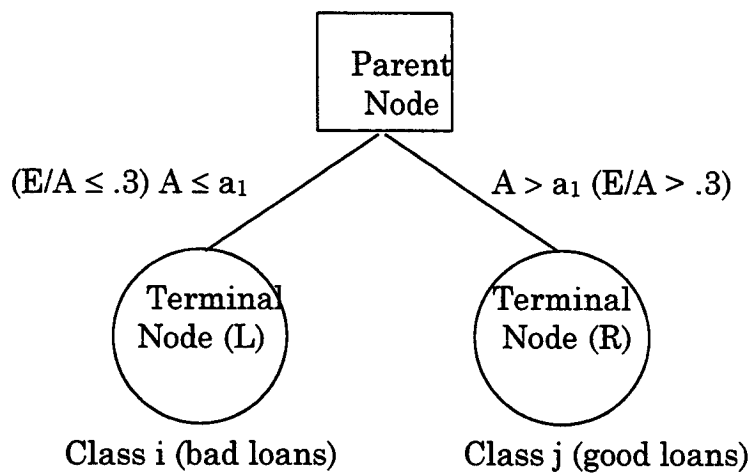 Parent
Node
(E/A ≤ .3) A ≤ a₁
A > a₁ (E/A > .3)
Terminal
Node (L)
Terminal
Node (R)
Class i (bad loans)
Class j (good loans)